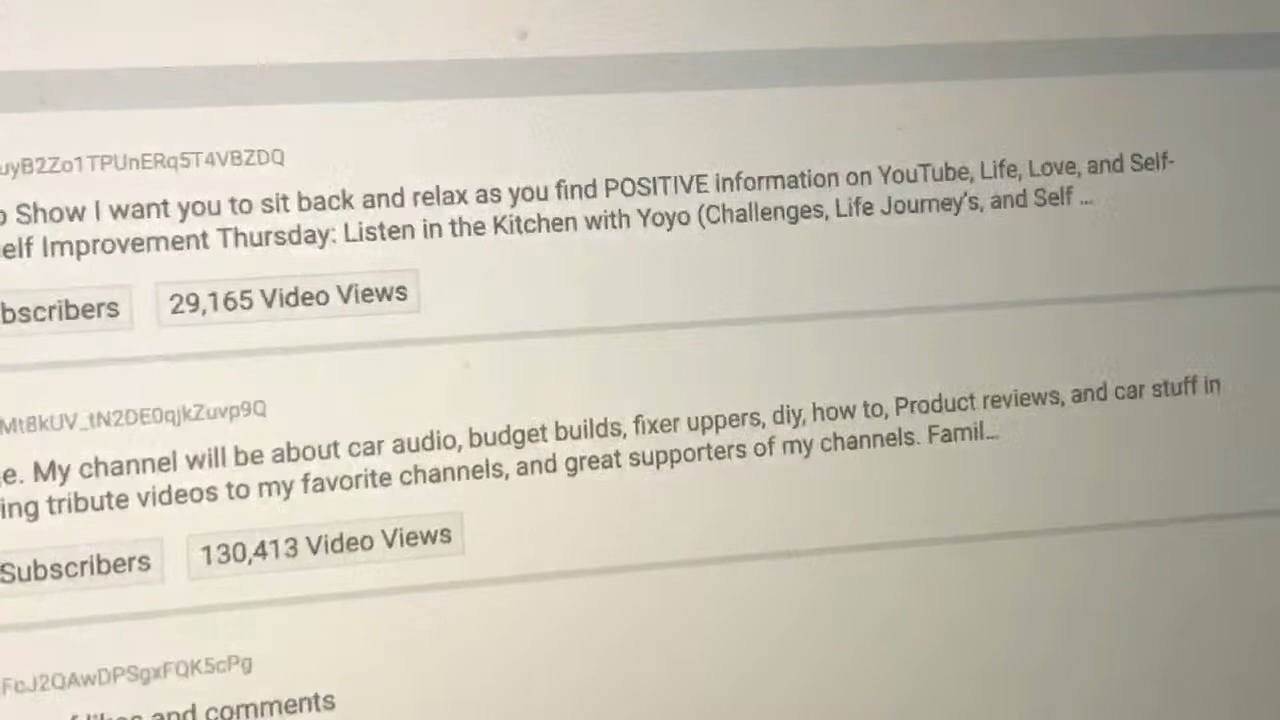 uyB2Zo1TPUnERq5T4VBZDQ
Show I want you to sit back and relax as you find POSITIVE information on YouTube, Life, Love, and Self-
elf Improvement Thursday: Listen in the Kitchen with Yoyo (Challenges, Life Journey's, and Self ...
bscribers 29,165 Video Views
Mt8kUV_tN2DE0qjkZuvp9Q
e. My channel will be about car audio, budget builds, fixer uppers, diy, how to, Product reviews, and car stuff in
ing tribute videos to my favorite channels, and great supporters of my channels. Famil...
Subscribers 130,413 Video Views
FcJ2QAwDPSgxFQK5cPg
likes and comments